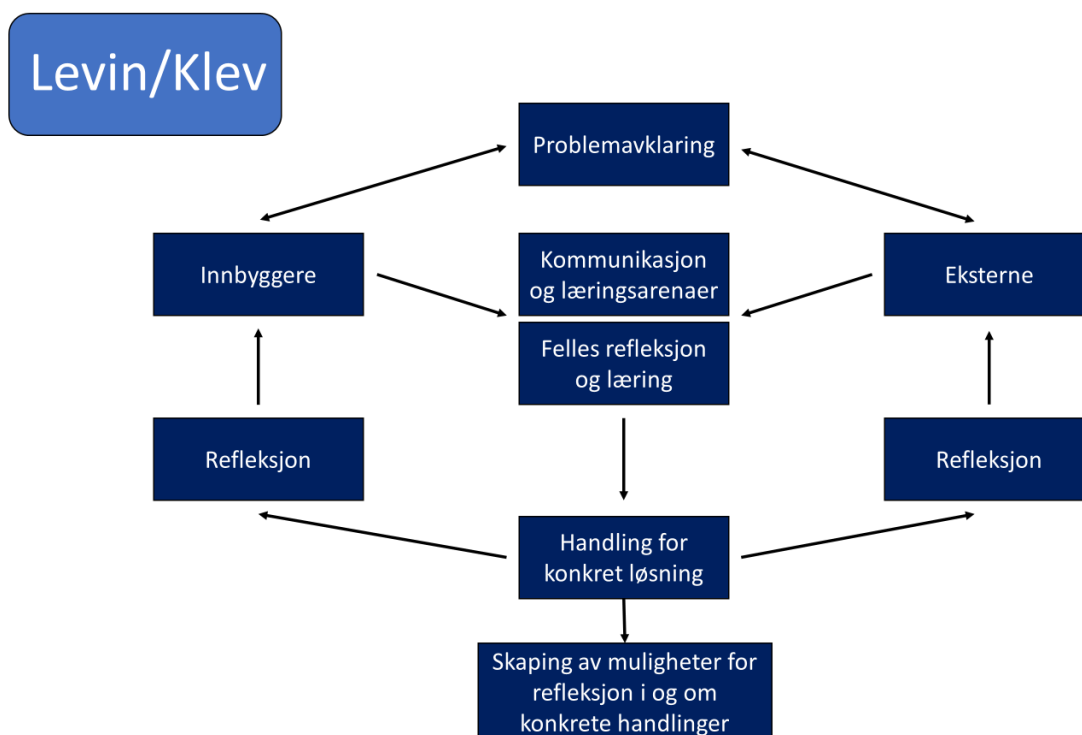 Levin/Klev
Problemavklaring
Innbyggere
Kommunikasjon
og læringsarenaer
Eksterne
Felles refleksjon
og læring
Refleksjon
Refleksjon
Handling for
konkret løsning
Skaping av muligheter for
refleksjon i og om
konkrete handlinger